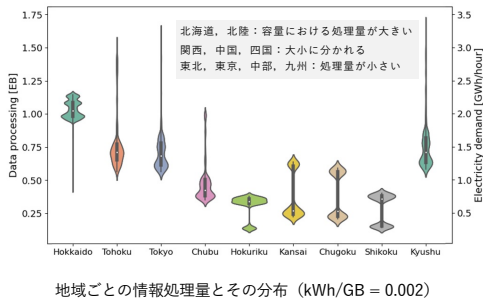 Data processing [EB]
1.75
1.50
1.25
1.00
0.75
0.50
0.25
北海道，北陸：容量における処理量が大きい
関西，中国，四国：大小に分かれる
東北，東京，中部，九州：処理量が小さい
3.5
3.0
2.5
2.0
1.5
1.0
0.5
Electricity demand [GWh/hour]
Hokkaido Tohoku Tokyo Chubu Hokuriku Kansai Chugoku Shikoku Kyushu
地域ごとの情報処理量とその分布（kWh/GB = 0.002）